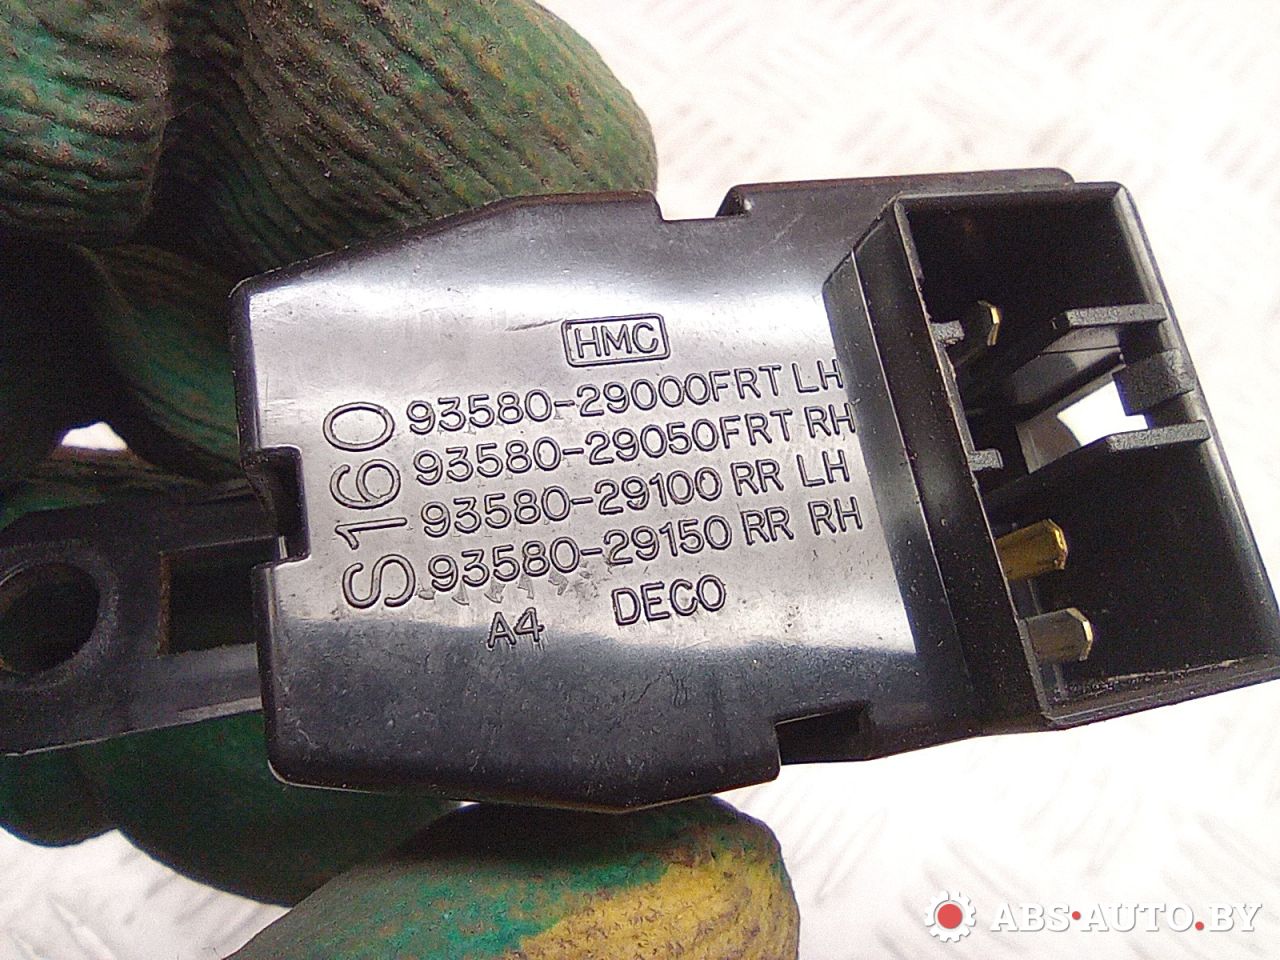 HMC
93580-29000FRT LH
93580-29050FRT RH
93580-29100 RR LH
93580-29150 RR RH
S160
A4 DECO
ABS-AUTO.BY